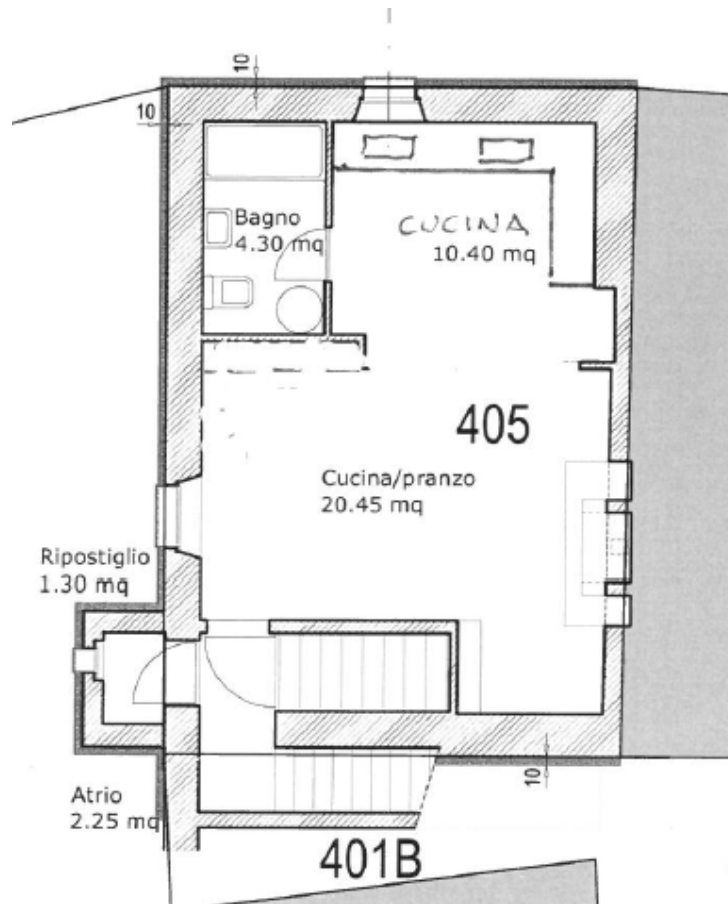 10
10
Bagno
4.30 mq
CUCINA
10.40 mq
405
Cucina/pranzo
20.45 mq
Ripostiglio
1.30 mq
Atrio
2.25 mq
10
401B